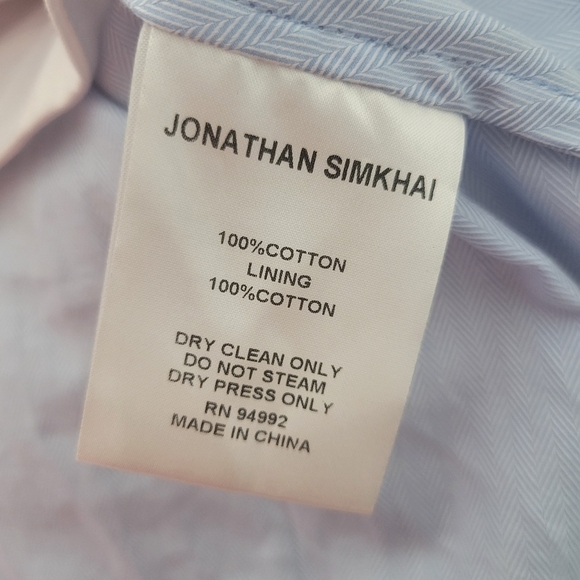 JONATHAN SIMKHAI
100%COTTON
LINING
100%COTTON
DRY CLEAN ONLY
DO NOT STEAM
DRY PRESS ONLY
RN 94992
MADE IN CHINA